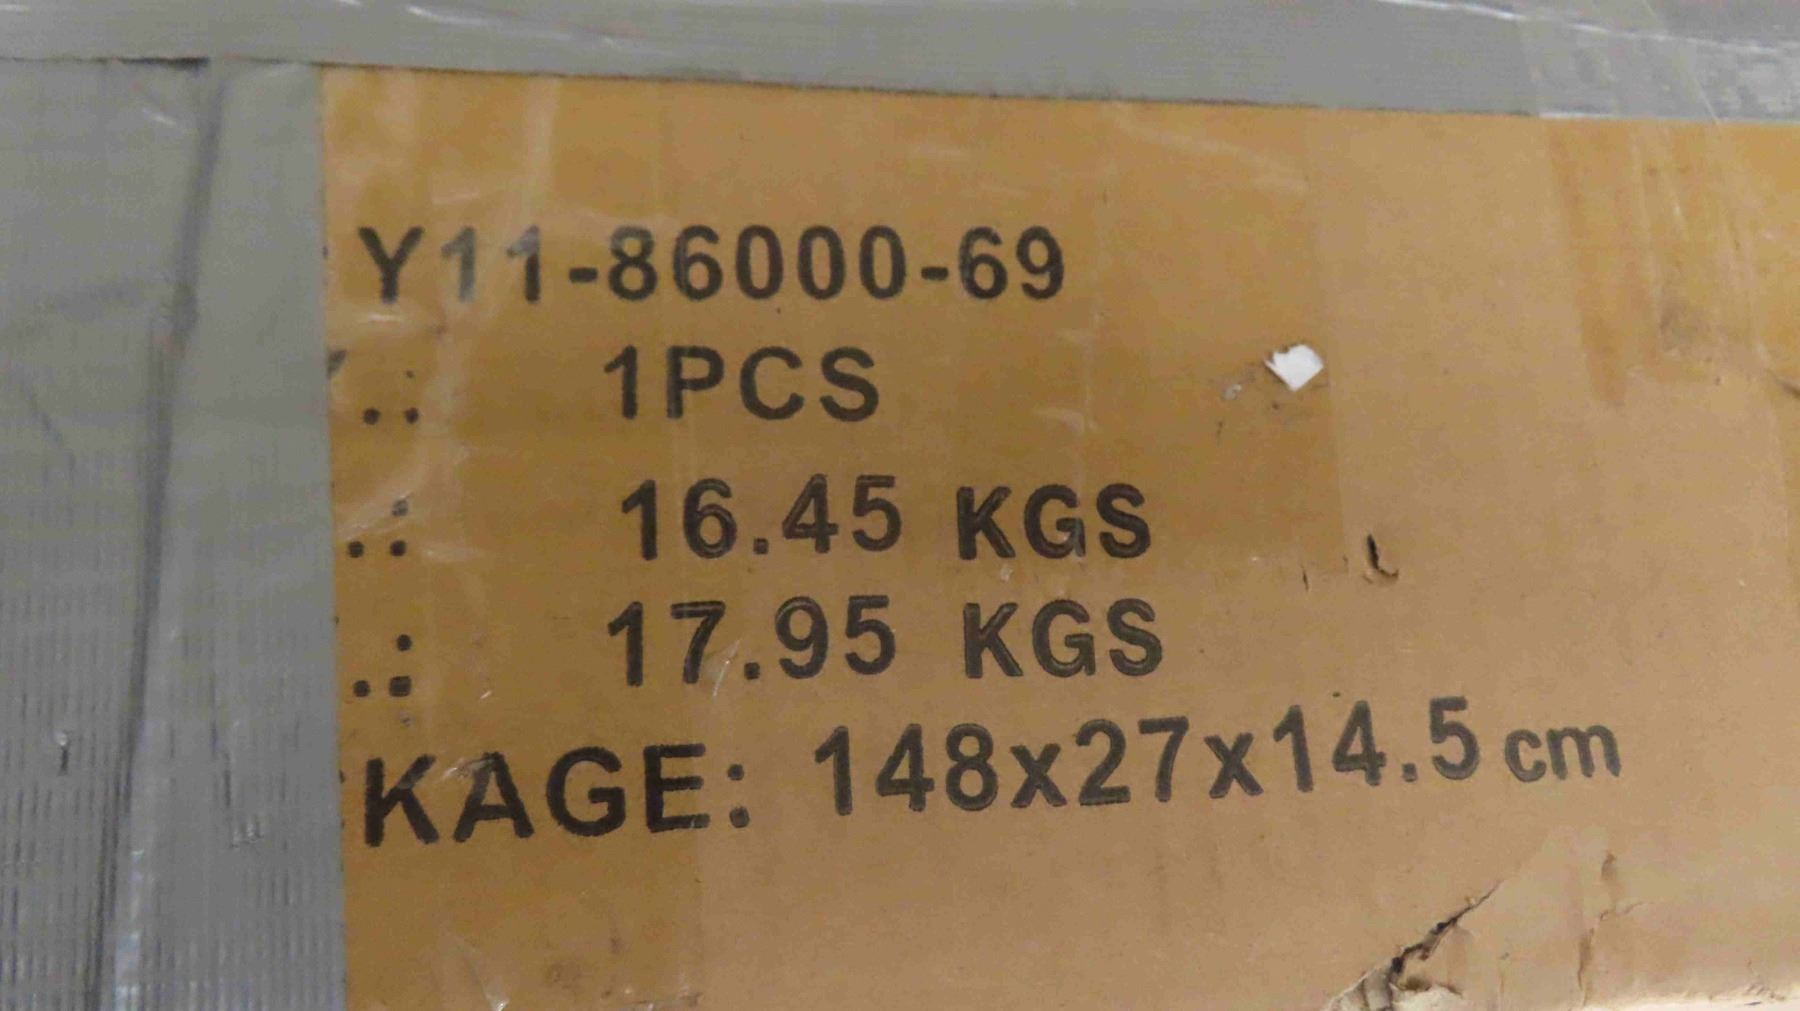 Y11-86000-69
.: 1PCS
.: 16.45 KGS
.: 17.95 KGS
KAGE: 148x27x14.5 cm